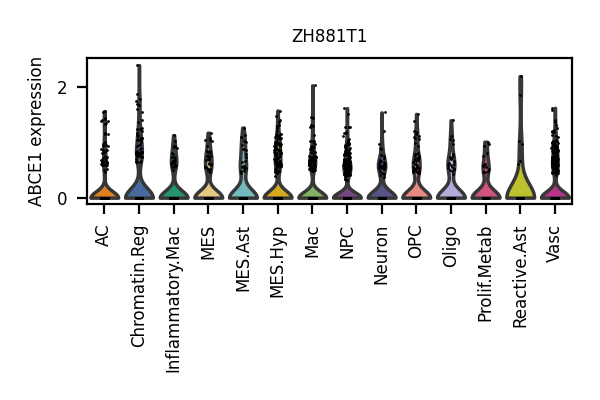 ZH881T1
ABCE1 expression
2
0
AC
Chromatin.Reg
Inflammatory.Mac
MES
MES.Ast
MES.Hyp
Mac
NPC
Neuron
OPC
Oligo
Prolif.Metab
Reactive.Ast
Vasc